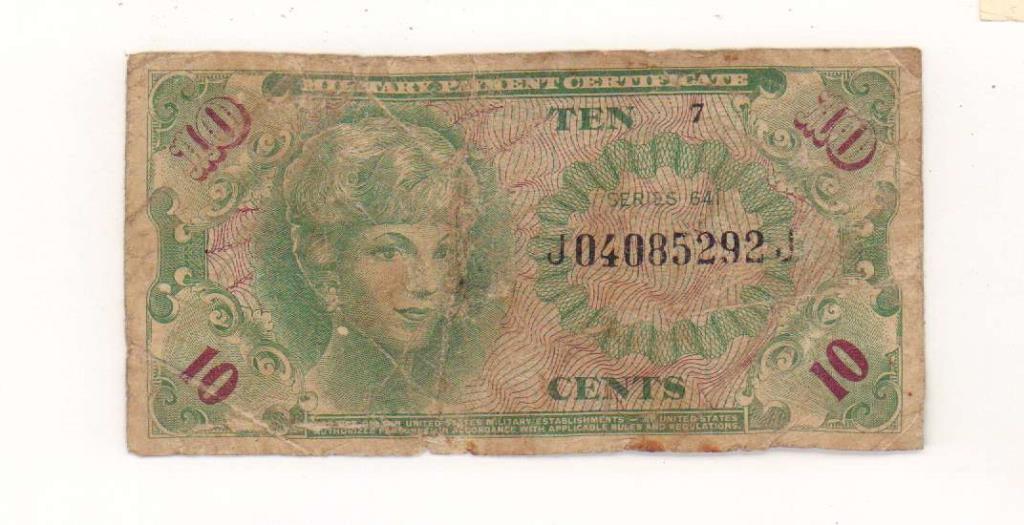 MILITARY PAYMENT CERTIFICATE
10
TEN 7
10
SERIES 641
J04085292J
10
CENTS
10
UNITED STATES MILITARY ESTABLISHMENTS UNITED STATES
IN ACCORDANCE WITH APPLICABLE RULES AND REGULATIONS.